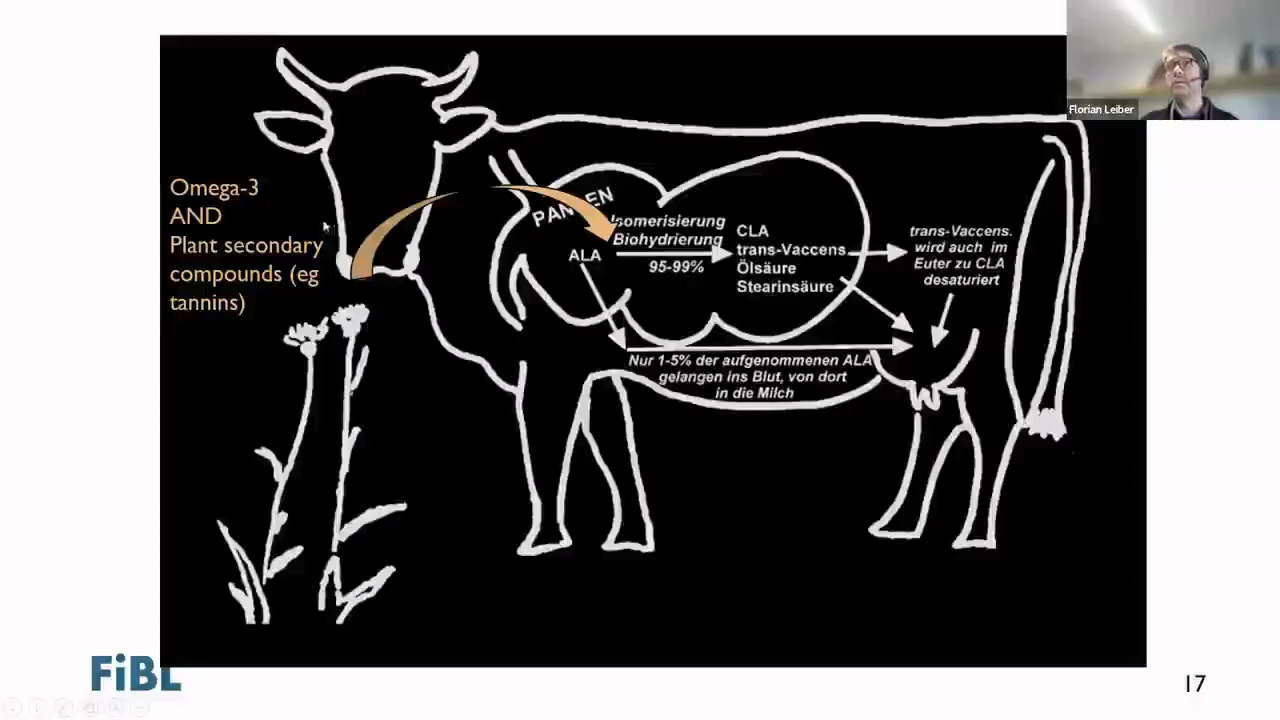 Florian Leiber
Omega-3
AND
Plant secondary
compounds (eg
tannins)
PANSEN
Isomerisierung
Biohydrierung
ALA
95-99%
CLA
trans-Vaccens.
Ölsäure
Stearinsäure
trans-Vaccens.
wird auch im
Euter zu CLA
desaturiert
Nur 1-5% der aufgenommenen ALA
gelangen ins Blut, von dort
in die Milch
FiBL
17